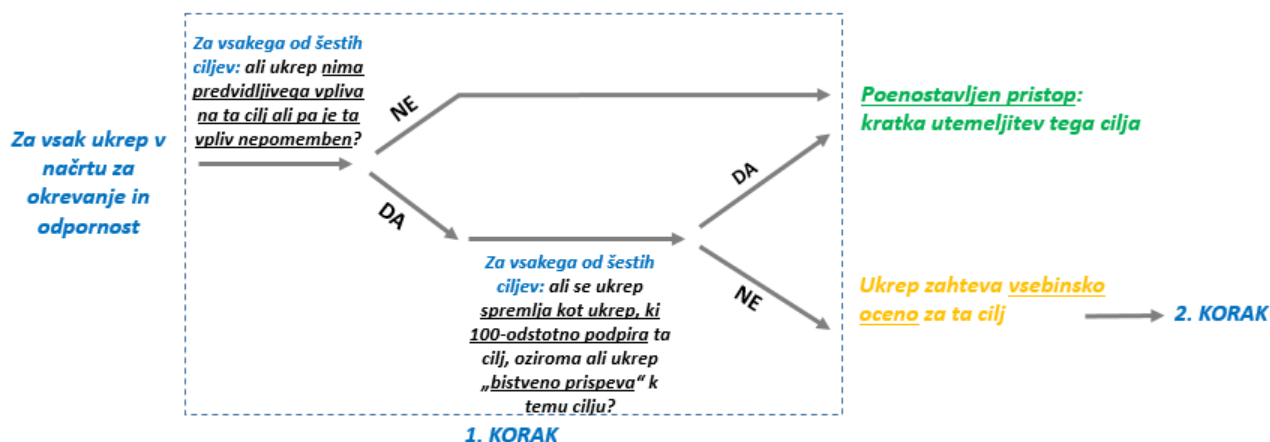 Za vsak ukrep v
načrtu za
okrevanje in
odpornost
Za vsakega od šestih
ciljev: ali ukrep nima
predvidljivega vpliva
na ta cilj ali pa je ta
vpliv nepomemben?
NE
DA
Za vsakega od šestih
ciljev: ali se ukrep
spremlja kot ukrep, ki
100-odstotno podpira ta
cilj, oziroma ali ukrep
„bistveno prispeva“ k
temu cilju?
DA
NE
Poenostavljen pristop:
kratka utemeljitev tega cilja
Ukrep zahteva vsebinsko
oceno za ta cilj
2. KORAK
1. KORAK